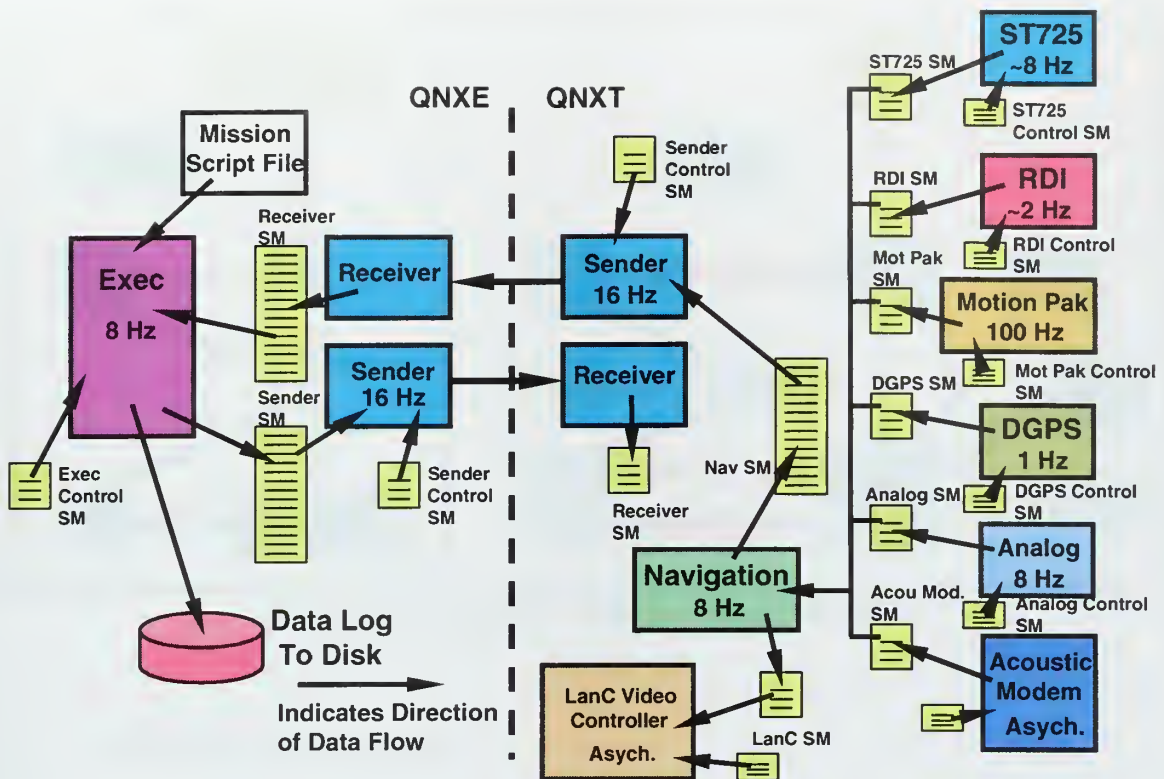 QNXE
QNXT
Mission
Script File
Receiver
SM
Exec
8 Hz
Receiver
Sender
SM
Sender
16 Hz
Exec
Control
SM
Sender
Control
SM
Data Log
To Disk
Indicates Direction
of Data Flow
Sender
Control
SM
Sender
16 Hz
Receiver
Receiver
SM
Nav SM
Navigation
8 Hz
LanC Video
Controller
Asych.
LanC SM
ST725 SM
ST725
~8 Hz
ST725
Control SM
RDI SM
RDI
~2 Hz
RDI Control
SM
Mot Pak
SM
Motion Pak
100 Hz
Mot Pak Control
SM
DGPS SM
DGPS
1 Hz
DGPS Control
SM
Analog SM
Analog
8 Hz
Analog Control
SM
Acou Mod.
SM
Acoustic
Modem
Asych.